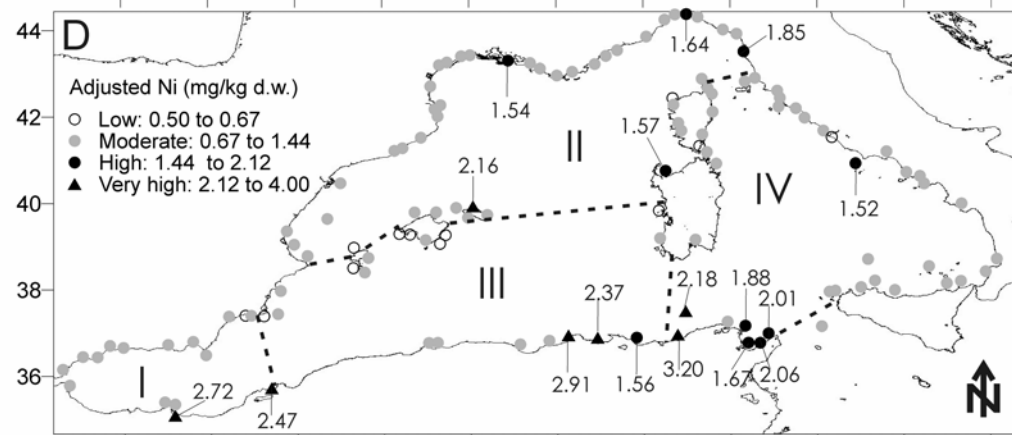 44
D
1.64
1.85
Adjusted Ni (mg/kg d.w.)
Low: 0.50 to 0.67
Moderate: 0.67 to 1.44
High: 1.44 to 2.12
Very high: 2.12 to 4.00
1.54
42
1.57
II
2.16
IV
40
1.52
38
III
2.37
2.18
1.88
2.01
36
I
2.72
2.47
2.91
1.56
3.20
1.67
2.06
N